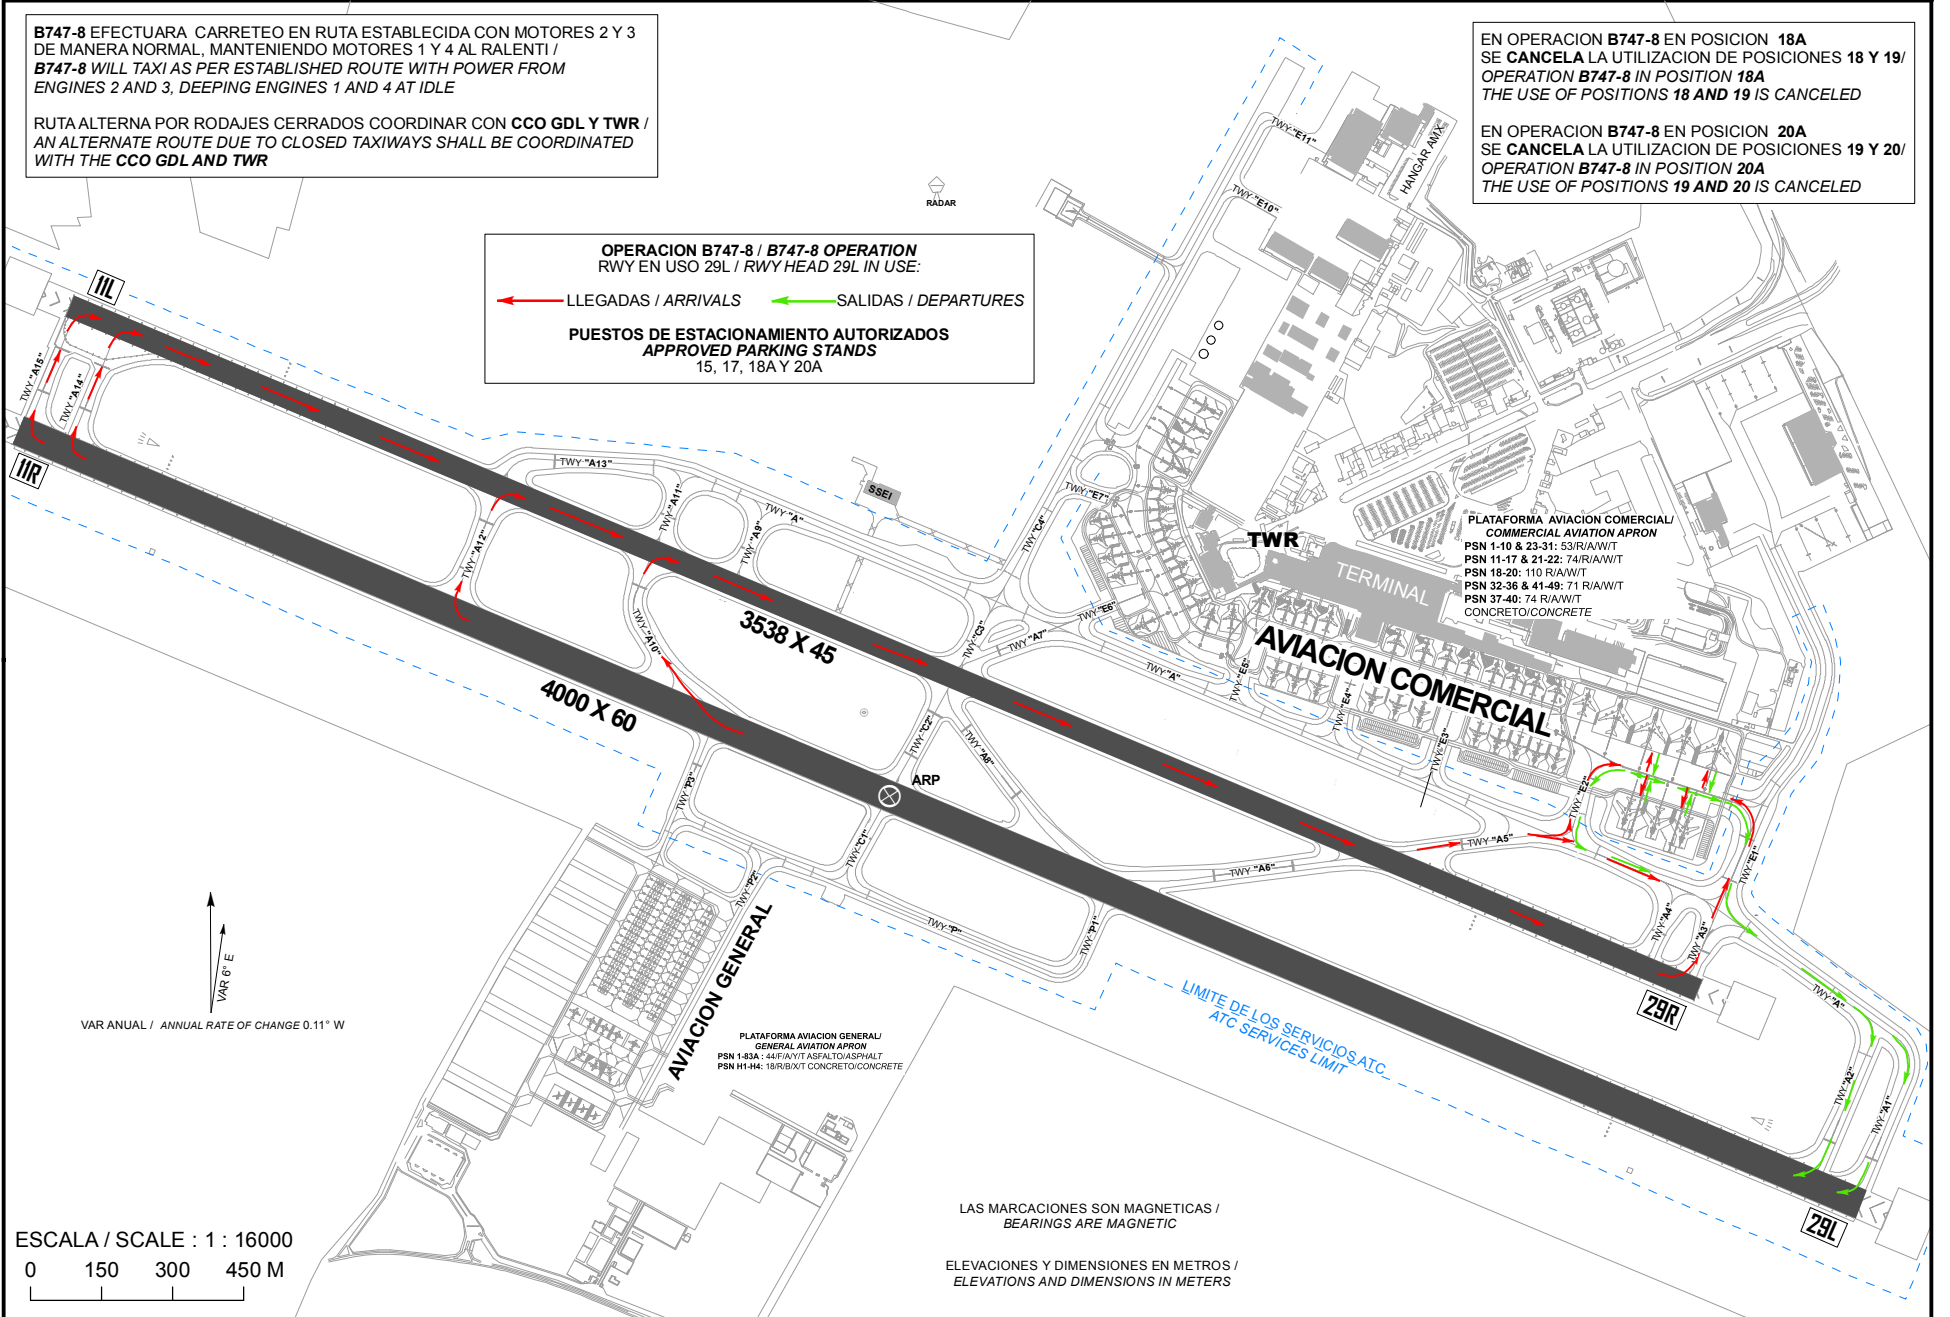 B747-8 EFECTUARA CARRETEO EN RUTA ESTABLECIDA CON MOTORES 2 Y 3
DE MANERA NORMAL, MANTENIENDO MOTORES 1 Y 4 AL RALENTI /
B747-8 WILL TAXI AS PER ESTABLISHED ROUTE WITH POWER FROM
ENGINES 2 AND 3, DEEPING ENGINES 1 AND 4 AT IDLE
RUTA ALTERNA POR RODAJES CERRADOS COORDINAR CON CCO GDL Y TWR /
AN ALTERNATE ROUTE DUE TO CLOSED TAXIWAYS SHALL BE COORDINATED
WITH THE CCO GDL AND TWR
EN OPERACION B747-8 EN POSICION 18A
SE CANCELA LA UTILIZACION DE POSICIONES 18 Y 19/
OPERATION B747-8 IN POSITION 18A
THE USE OF POSITIONS 18 AND 19 IS CANCELED
EN OPERACION B747-8 EN POSICION 20A
SE CANCELA LA UTILIZACION DE POSICIONES 19 Y 20/
OPERATION B747-8 IN POSITION 20A
THE USE OF POSITIONS 19 AND 20 IS CANCELED
OPERACION B747-8 / B747-8 OPERATION
RWY EN USO 29L / RWY HEAD 29L IN USE:
LLEGADAS / ARRIVALS
SALIDAS / DEPARTURES
PUESTOS DE ESTACIONAMIENTO AUTORIZADOS
APPROVED PARKING STANDS
15, 17, 18A Y 20A
RADAR
TWY "E11"
HANGAR AMX
TWY "E10"
11L
11R
TWY "A15"
TWY "A14"
TWY "A13"
TWY "A12"
TWY "A11"
TWY "A9"
TWY "A"
SSEI
TWY "E7"
TWY "C4"
TWR
TERMINAL
PLATAFORMA AVIACION COMERCIAL/
COMMERCIAL AVIATION APRON
PSN 1-10 & 23-31: 53/R/A/W/T
PSN 11-17 & 21-22: 74/R/A/W/T
PSN 18-20: 110 R/A/W/T
PSN 32-36 & 41-49: 71 R/A/W/T
PSN 37-40: 74 R/A/W/T
CONCRETO/CONCRETE
AVIACION COMERCIAL
TWY "E6"
TWY "A7"
TWY "C3"
TWY "A"
TWY "E5"
TWY "E4"
TWY "E3"
TWY "E2"
TWY "E1"
TWY "A10"
3538 X 45
4000 X 60
TWY "C2"
TWY "A8"
ARP
TWY "P3"
TWY "C1"
TWY "P2"
TWY "P"
TWY "P1"
TWY "A6"
TWY "A5"
TWY "A4"
TWY "A3"
TWY "A"
TWY "A2"
TWY "A1"
29R
29L
AVIACION GENERAL
LIMITE DE LOS SERVICIOS ATC
ATC SERVICES LIMIT
VAR 6° E
VAR ANUAL / ANNUAL RATE OF CHANGE 0.11° W
PLATAFORMA AVIACION GENERAL/
GENERAL AVIATION APRON
PSN 1-83A : 44/F/A/Y/T ASFALTO/ASPHALT
PSN H1-H4: 18/R/B/X/T CONCRETO/CONCRETE
LAS MARCACIONES SON MAGNETICAS /
BEARINGS ARE MAGNETIC
ELEVACIONES Y DIMENSIONES EN METROS /
ELEVATIONS AND DIMENSIONS IN METERS
ESCALA / SCALE : 1 : 16000
0 150 300 450 M